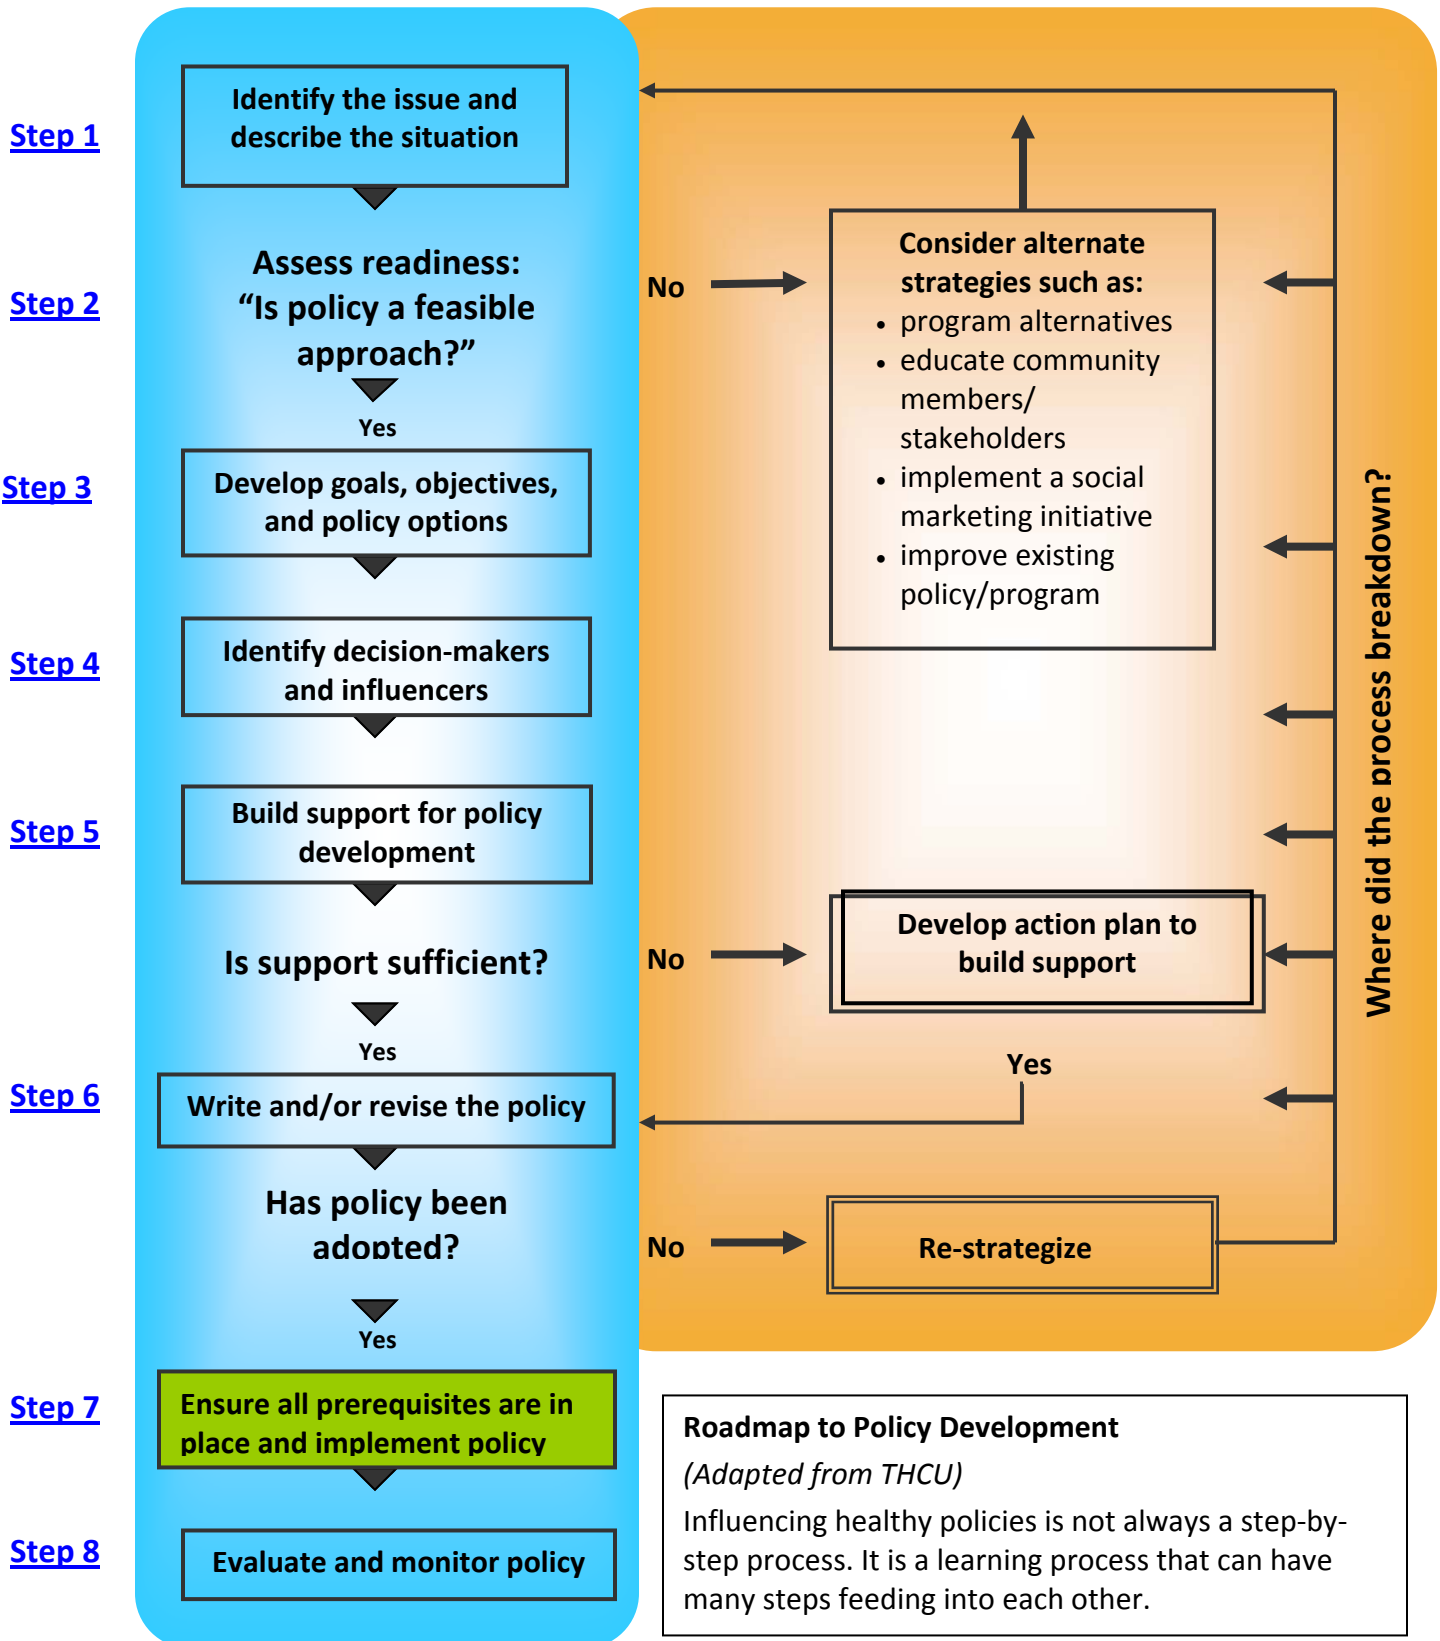 Step 1
Identify the issue and
describe the situation
Step 2
Assess readiness:
“Is policy a feasible
approach?”
No
Consider alternate
strategies such as:
• program alternatives
• educate community
members/
stakeholders
• implement a social
marketing initiative
• improve existing
policy/program
Yes
Step 3
Develop goals, objectives,
and policy options
Step 4
Identify decision-makers
and influencers
Step 5
Build support for policy
development
Is support sufficient?
No
Develop action plan to
build support
Yes
Yes
Step 6
Write and/or revise the policy
Has policy been
adopted?
No
Re-strategize
Where did the process breakdown?
Yes
Step 7
Ensure all prerequisites are in
place and implement policy
Step 8
Evaluate and monitor policy
Roadmap to Policy Development
(Adapted from THCU)
Influencing healthy policies is not always a step-by-
step process. It is a learning process that can have
many steps feeding into each other.